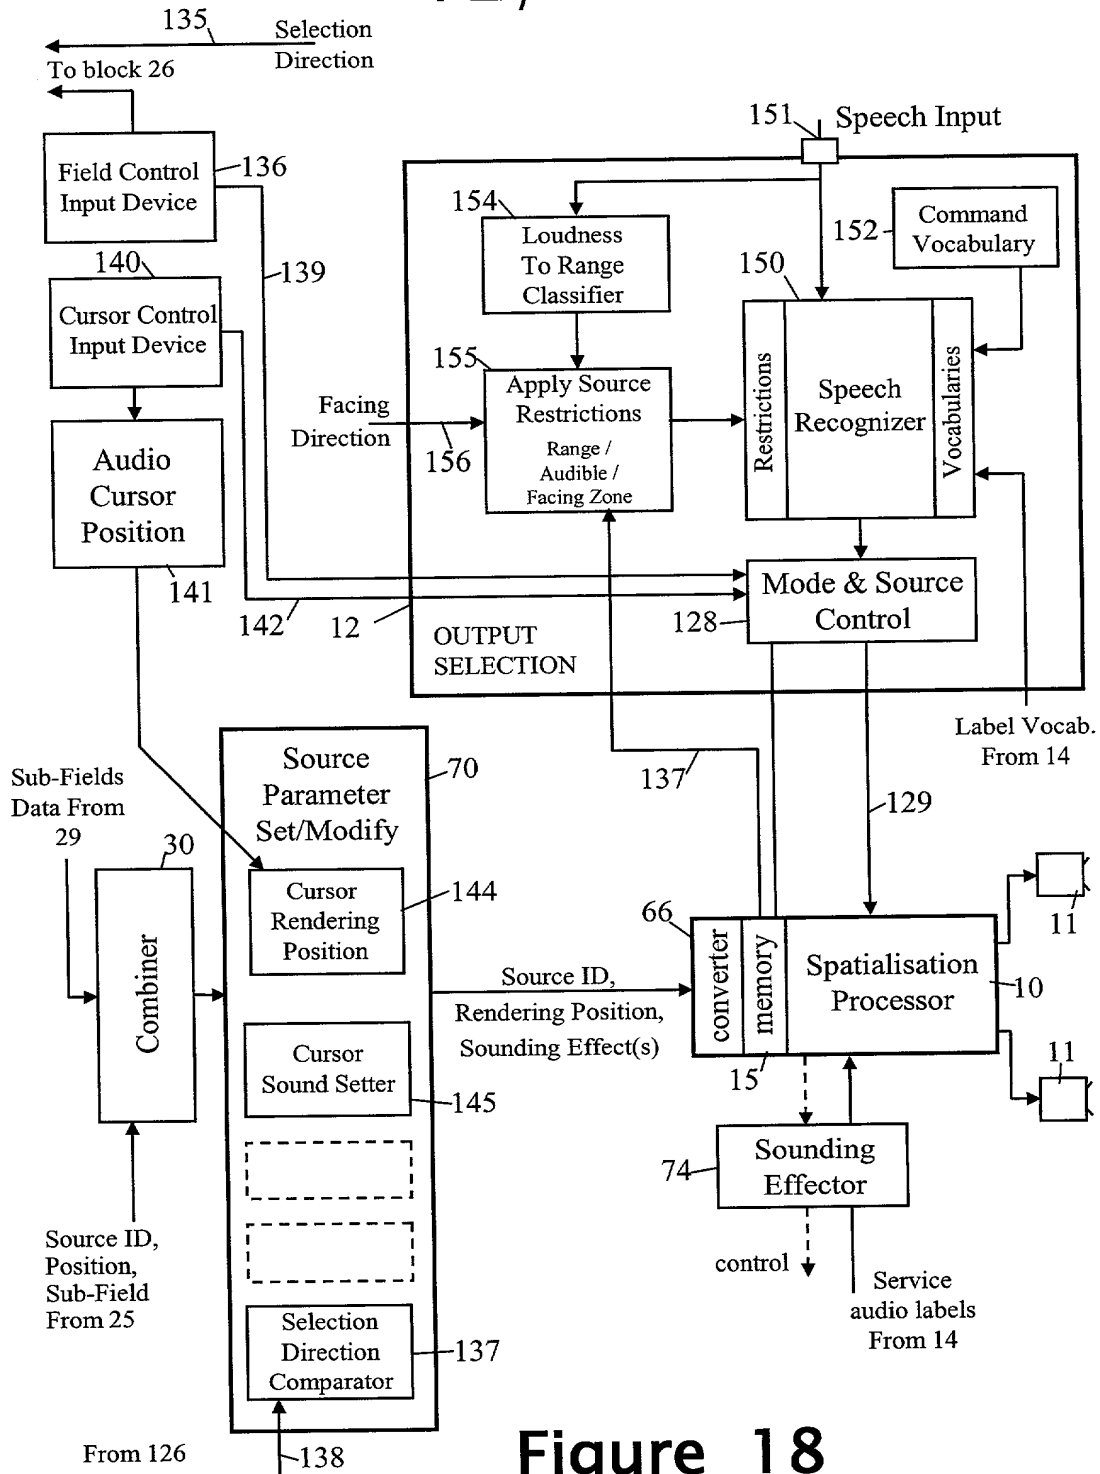 135
Selection
Direction
To block 26
Field Control
Input Device
136
140
139
Cursor Control
Input Device
Audio
Cursor
Position
141
142
151
Speech Input
154
Loudness
To Range
Classifier
152
Command
Vocabulary
150
155
Apply Source
Restrictions
Range /
Audible /
Facing Zone
Facing
Direction
156
Restrictions
Speech
Recognizer
Vocabularies
12
128
Mode & Source
Control
OUTPUT
SELECTION
Label Vocab.
From 14
137
129
Sub-Fields
Data From
29
30
Combiner
Source
Parameter
Set/Modify
70
Cursor
Rendering
Position
144
Cursor
Sound Setter
145
Source ID,
Rendering Position,
Sounding Effect(s)
66
converter
memory
Spatialisation
Processor
10
11
11
15
74
Sounding
Effector
control
Service
audio labels
From 14
Source ID,
Position,
Sub-Field
From 25
Selection
Direction
Comparator
137
From 126
138
Figure 18